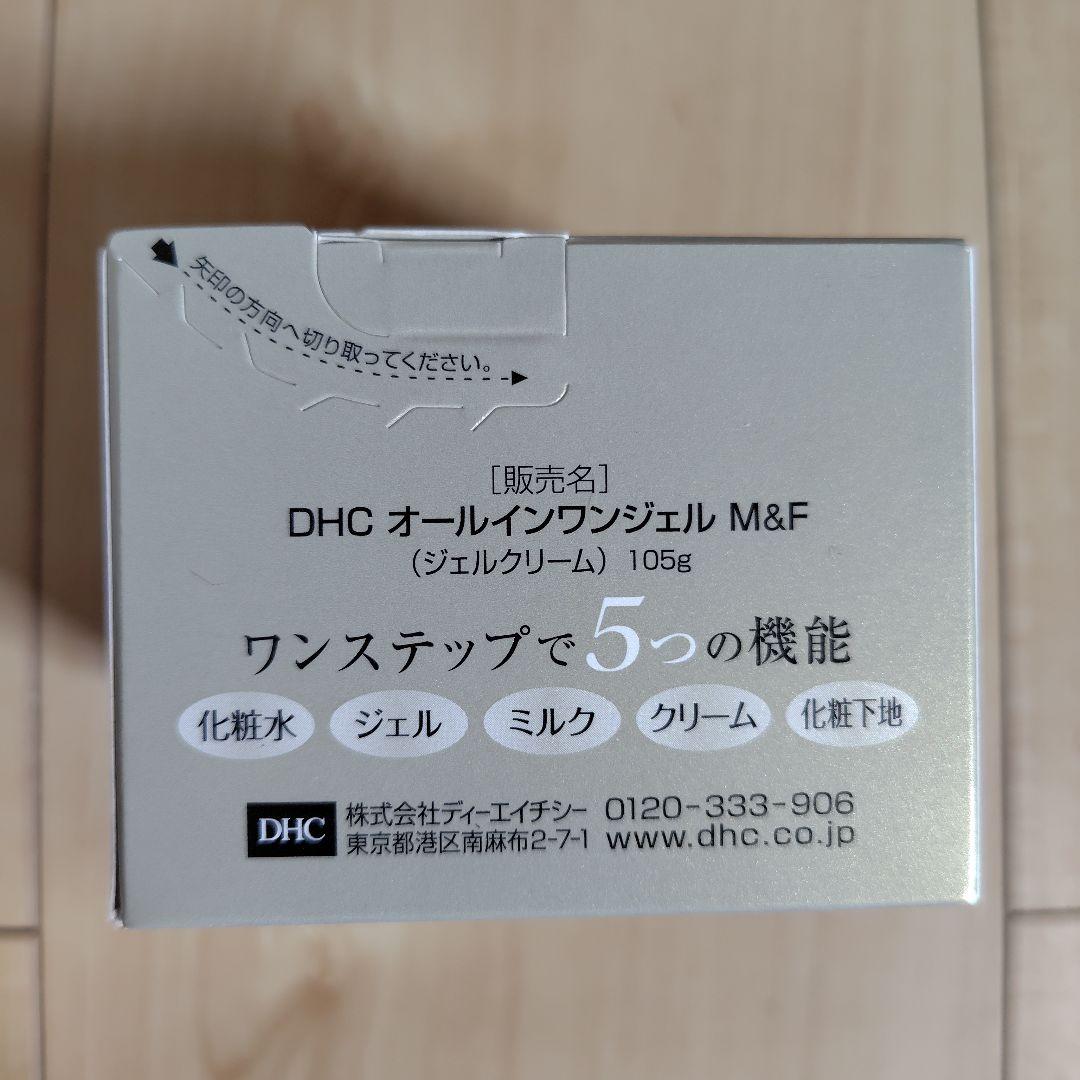 矢印の方向へ切り取ってください。
［販売名］
DHC オールインワンジェル M&F
（ジェルクリーム） 105g
ワンステップで5つの機能
化粧水 ジェル ミルク クリーム 化粧下地
DHC 株式会社ディーエイチシー 0120-333-906
東京都港区南麻布2-7-1 www.dhc.co.jp